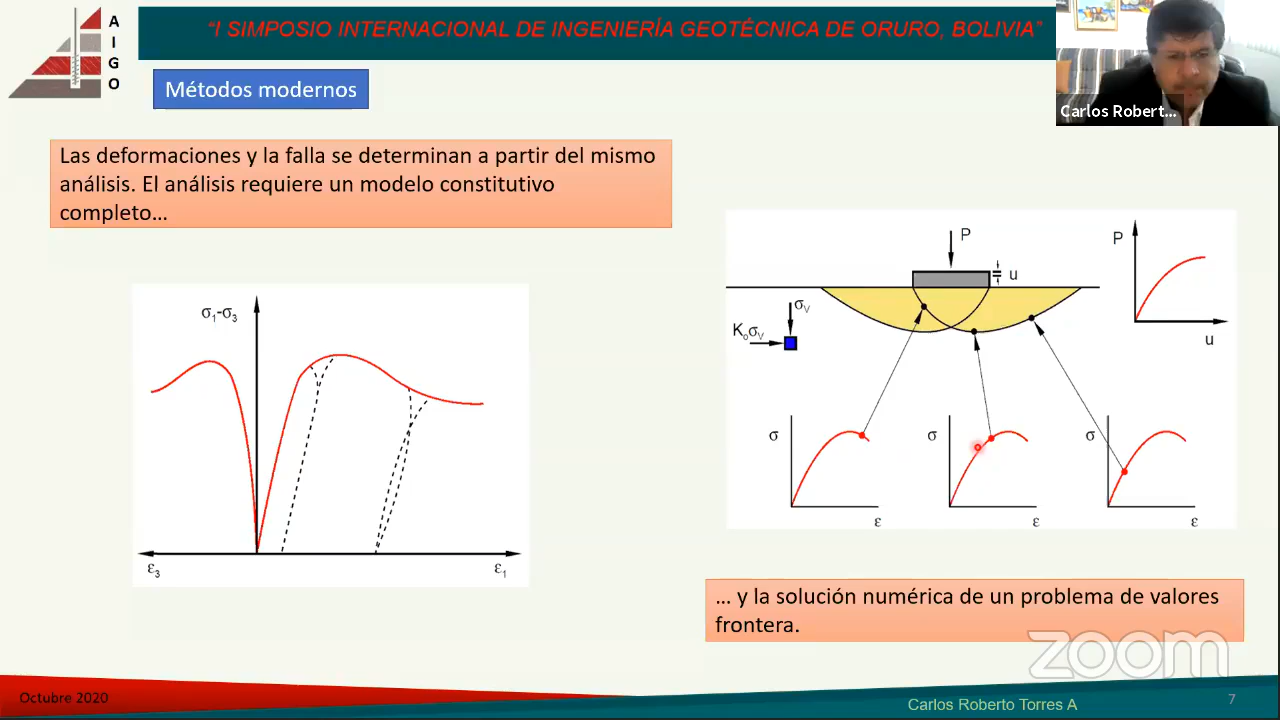 A
I
G
O
“I SIMPOSIO INTERNACIONAL DE INGENIERÍA GEOTÉCNICA DE ORURO, BOLIVIA”
Carlos Robert...
Métodos modernos
Las deformaciones y la falla se determinan a partir del mismo
análisis. El análisis requiere un modelo constitutivo
completo…
σ1-σ3
ε3
ε1
P
u
σV
K0σV
P
u
σ
ε
σ
ε
σ
ε
… y la solución numérica de un problema de valores
frontera.
zoom
Octubre 2020
Carlos Roberto Torres A
7